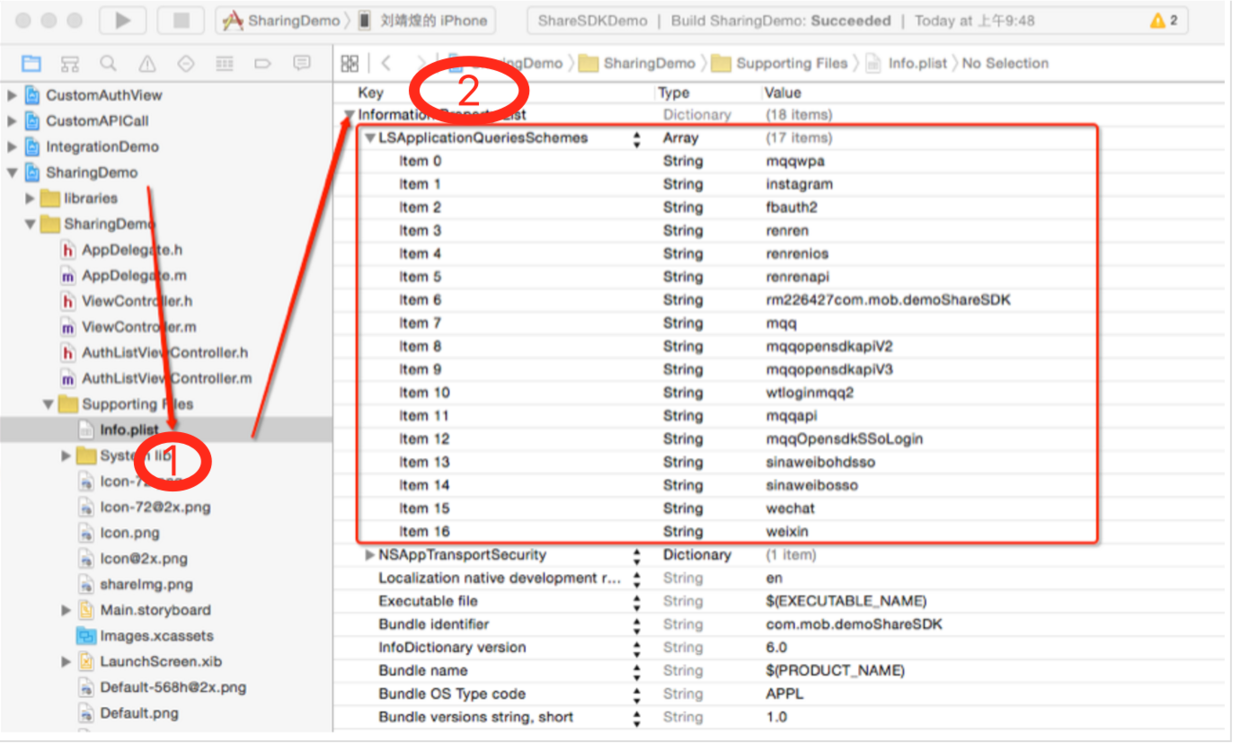 SharingDemo 刘靖煌的 iPhone ShareSDKDemo | Build SharingDemo: Succeeded | Today at 上午9:48 2
SharingDemo Supporting Files Info.plist No Selection
CustomAuthView
CustomAPICall
IntegrationDemo
SharingDemo
libraries
SharingDemo
AppDelegate.h
AppDelegate.m
ViewController.h
ViewController.m
AuthListViewController.h
AuthListViewController.m
Supporting Files
Info.plist
1
Icon-72@2x.png
Icon.png
Icon@2x.png
shareImg.png
Main.storyboard
Images.xcassets
LaunchScreen.xib
Default-568h@2x.png
Default.png
2
Key Type Value
Information Property List Dictionary (18 items)
LSApplicationQueriesSchemes Array (17 items)
Item 0 String mqqwpa
Item 1 String instagram
Item 2 String fbauth2
Item 3 String renren
Item 4 String renrenios
Item 5 String renrenapi
Item 6 String rm226427com.mob.demoShareSDK
Item 7 String mqq
Item 8 String mqqopensdkapiV2
Item 9 String mqqopensdkapiV3
Item 10 String wtloginmqq2
Item 11 String mqqapi
Item 12 String mqqOpensdkSSoLogin
Item 13 String sinaweibohdsso
Item 14 String sinaweibosso
Item 15 String wechat
Item 16 String weixin
NSAppTransportSecurity Dictionary (1 item)
Localization native development r... String en
Executable file String $(EXECUTABLE_NAME)
Bundle identifier String com.mob.demoShareSDK
InfoDictionary version String 6.0
Bundle name String $(PRODUCT_NAME)
Bundle OS Type code String APPL
Bundle versions string, short String 1.0